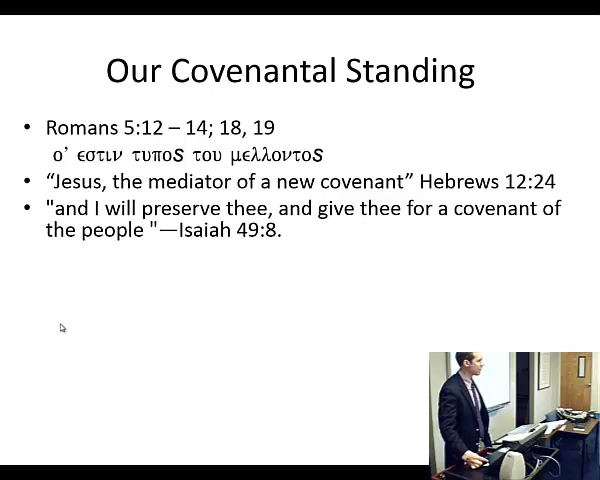 Our Covenantal Standing
• Romans 5:12 – 14; 18, 19
ο’ εστιν τυπος του μελλοντος
• “Jesus, the mediator of a new covenant” Hebrews 12:24
• "and I will preserve thee, and give thee for a covenant of
the people "—Isaiah 49:8.